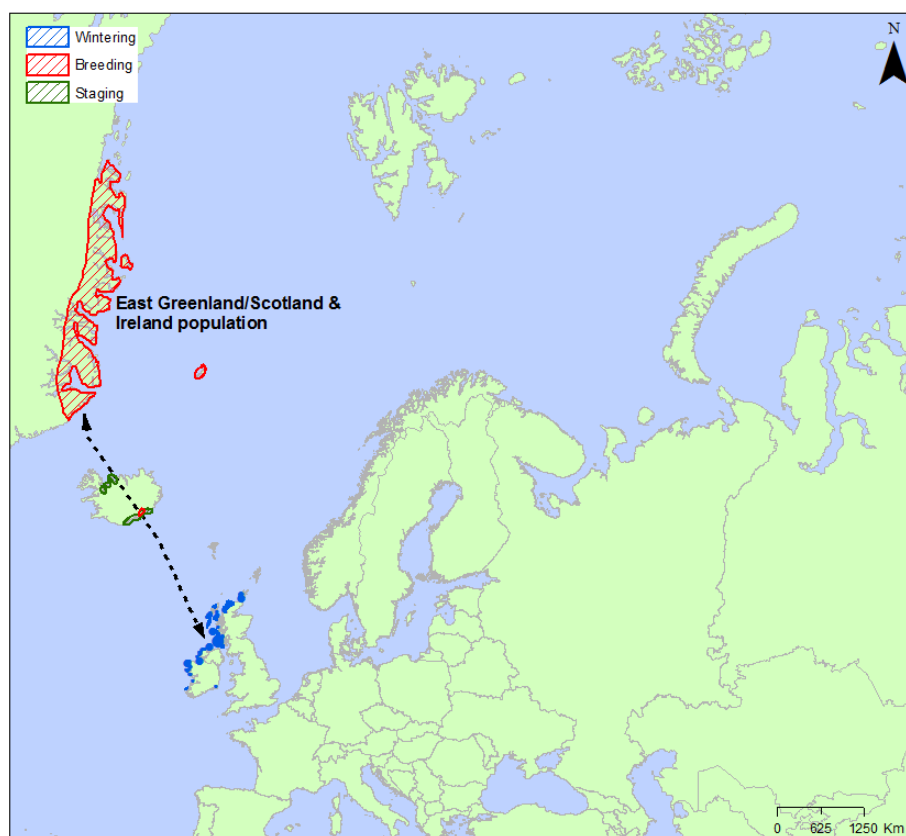 Wintering
Breeding
Staging
N
East Greenland/Scotland &
Ireland population
0 625 1250 Km